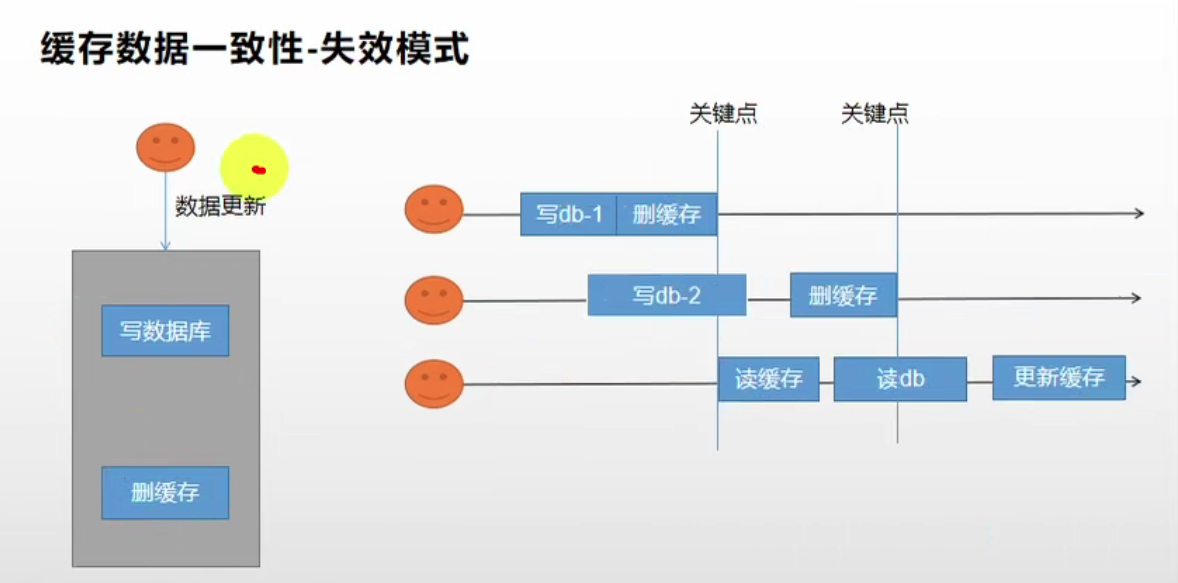 缓存数据一致性-失效模式
数据更新
写数据库
删缓存
关键点 关键点
写db-1 删缓存
写db-2 删缓存
读缓存 读db 更新缓存